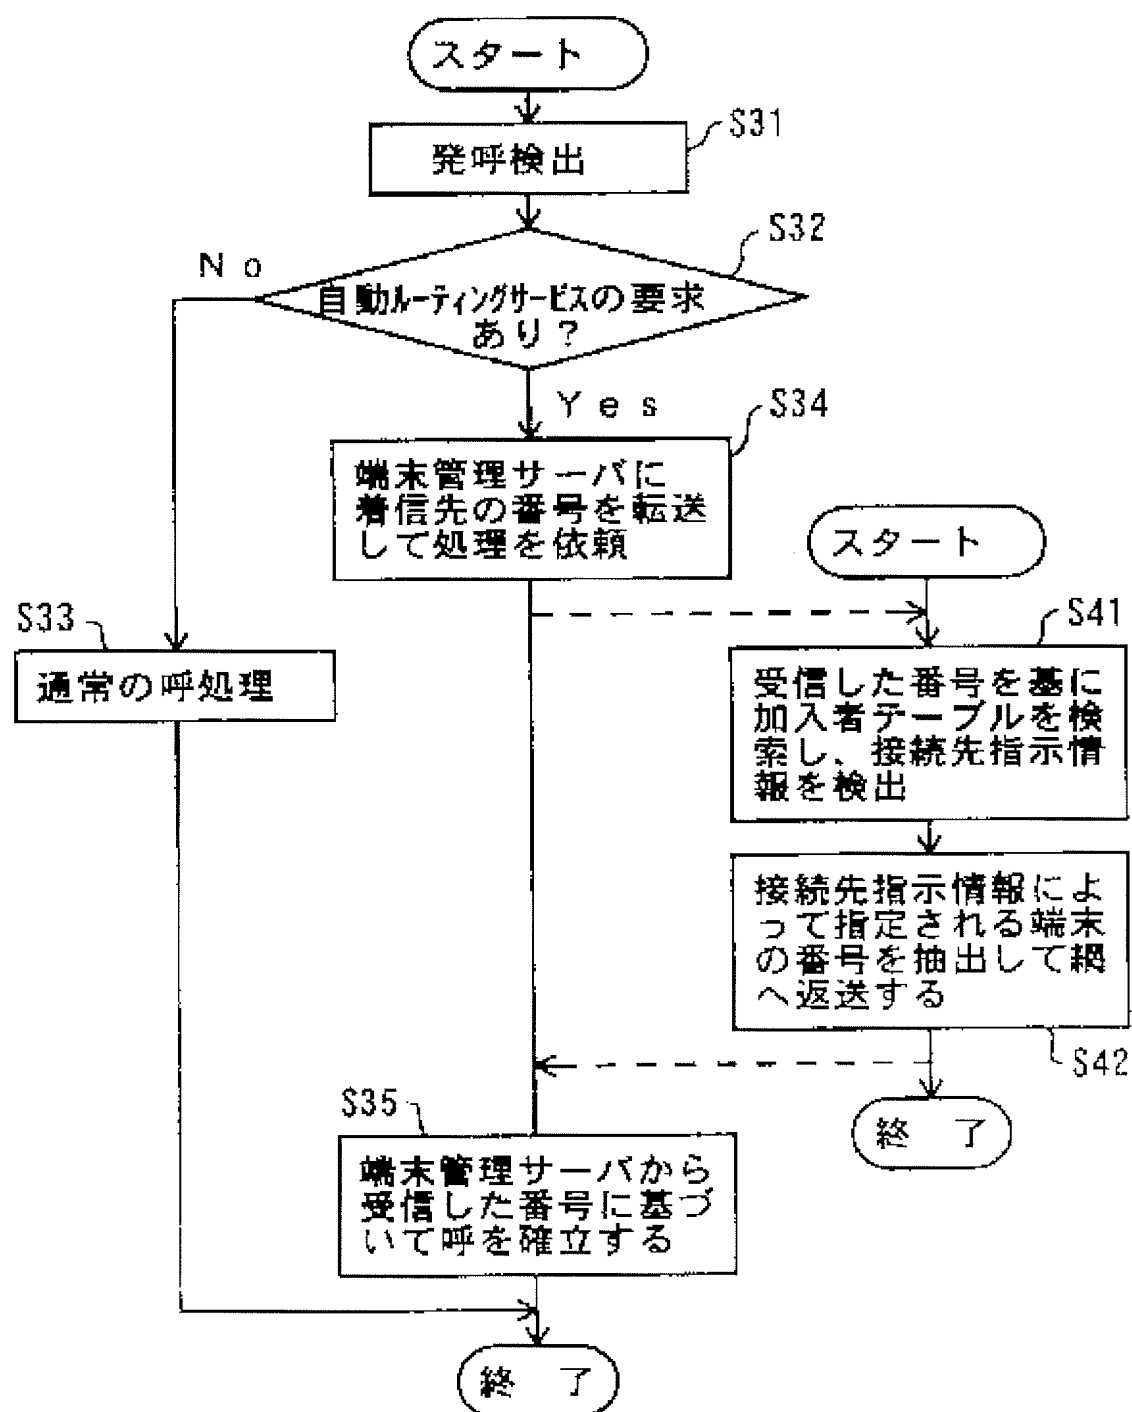 スタート
S31
発呼検出
S32
No
自動ルーティングサービスの要求
あり？
Yes
S34
端末管理サーバに
着信先の番号を転送
して処理を依頼
スタート
S33
通常の呼処理
S41
受信した番号を基に
加入者テーブルを検
索し、接続先指示情
報を検出
接続先指示情報によ
って指定される端末
の番号を抽出して網
へ返送する
S42
終 了
S35
端末管理サーバから
受信した番号に基づ
いて呼を確立する
終 了